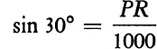 sin 30° = PR/1000